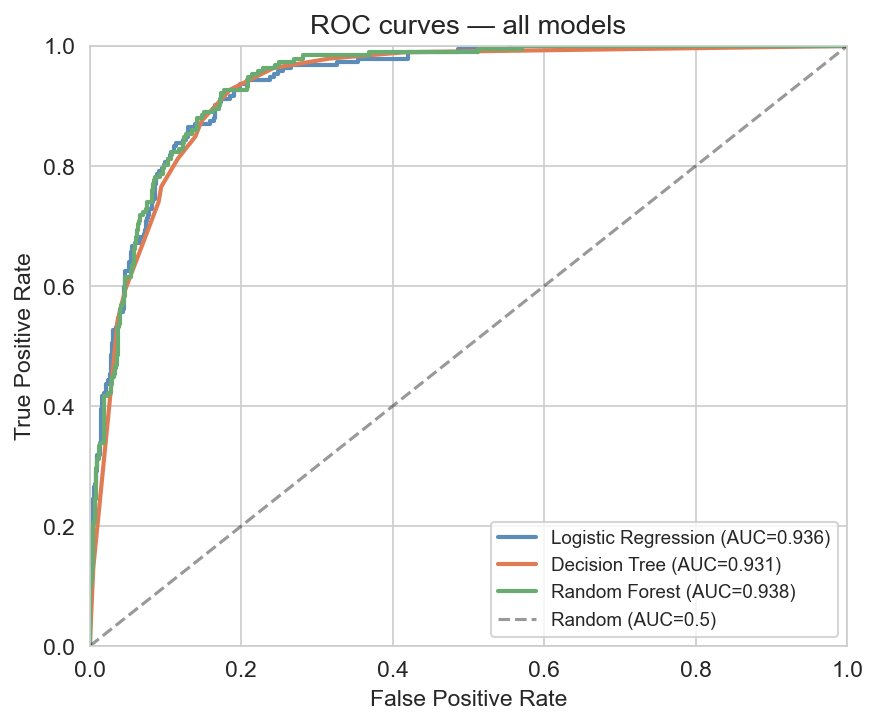 ROC curves — all models
True Positive Rate
1.0
0.8
0.6
0.4
0.2
0.0
0.0 0.2 0.4 0.6 0.8 1.0
False Positive Rate
Logistic Regression (AUC=0.936)
Decision Tree (AUC=0.931)
Random Forest (AUC=0.938)
Random (AUC=0.5)